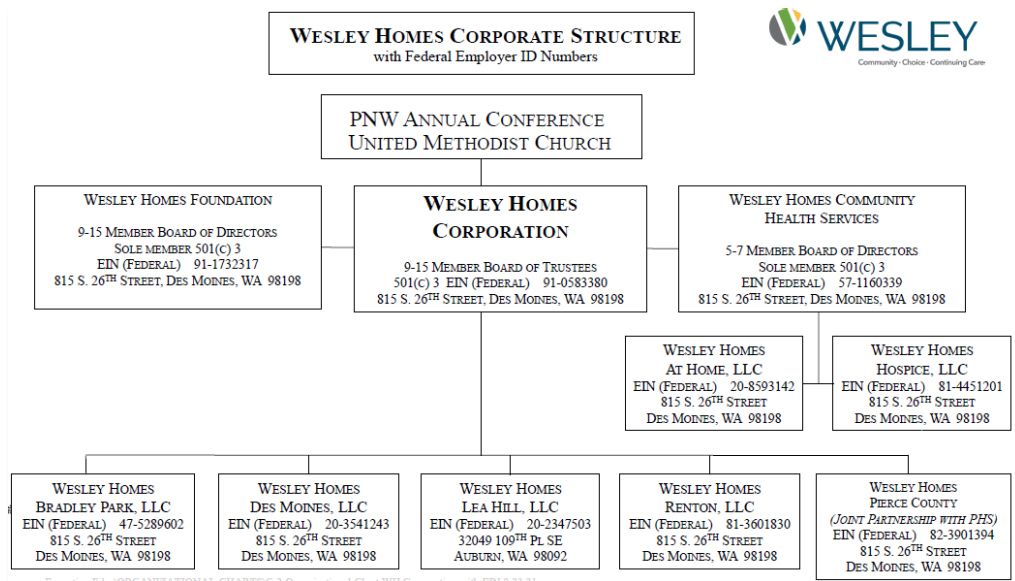 WESLEY HOMES CORPORATE STRUCTURE
with Federal Employer ID Numbers
WESLEY
Community · Choice · Continuing Care
PNW ANNUAL CONFERENCE
UNITED METHODIST CHURCH
WESLEY HOMES FOUNDATION
9-15 MEMBER BOARD OF DIRECTORS
SOLE MEMBER 501(C) 3
EIN (FEDERAL) 91-1732317
815 S. 26TH STREET, DES MOINES, WA 98198
WESLEY HOMES
CORPORATION
9-15 MEMBER BOARD OF TRUSTEES
501(C) 3 EIN (FEDERAL) 91-0583380
815 S. 26TH STREET, DES MOINES, WA 98198
WESLEY HOMES COMMUNITY
HEALTH SERVICES
5-7 MEMBER BOARD OF DIRECTORS
SOLE MEMBER 501(C) 3
EIN (FEDERAL) 57-1160339
815 S. 26TH STREET, DES MOINES, WA 98198
WESLEY HOMES
AT HOME, LLC
EIN (FEDERAL) 20-8593142
815 S. 26TH STREET
DES MOINES, WA 98198
WESLEY HOMES
HOSPICE, LLC
EIN (FEDERAL) 81-4451201
815 S. 26TH STREET
DES MOINES, WA 98198
WESLEY HOMES
BRADLEY PARK, LLC
EIN (FEDERAL) 47-5289602
815 S. 26TH STREET
DES MOINES, WA 98198
WESLEY HOMES
DES MOINES, LLC
EIN (FEDERAL) 20-3541243
815 S. 26TH STREET
DES MOINES, WA 98198
WESLEY HOMES
LEA HILL, LLC
EIN (FEDERAL) 20-2347503
32049 109TH PL SE
AUBURN, WA 98092
WESLEY HOMES
RENTON, LLC
EIN (FEDERAL) 81-3601830
815 S. 26TH STREET
DES MOINES, WA 98198
WESLEY HOMES
PIERCE COUNTY
(JOINT PARTNERSHIP WITH PHS)
EIN (FEDERAL) 82-3901394
815 S. 26TH STREET
DES MOINES, WA 98198